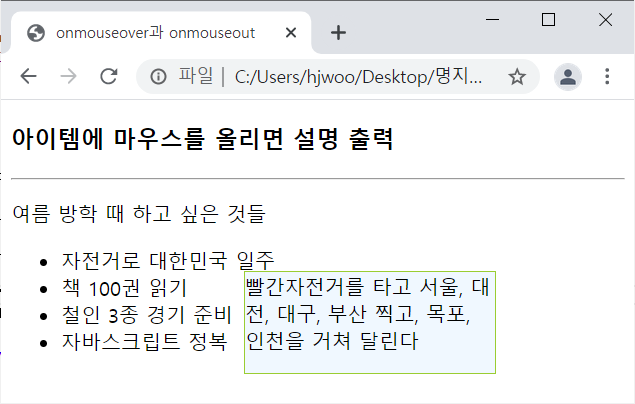 onmouseover과 onmouseout
파일 | C:/Users/hjwoo/Desktop/명지...
아이템에 마우스를 올리면 설명 출력
여름 방학 때 하고 싶은 것들
자전거로 대한민국 일주
책 100권 읽기
철인 3종 경기 준비
자바스크립트 정복
빨간자전거를 타고 서울, 대
전, 대구, 부산 찍고, 목포,
인천을 거쳐 달린다